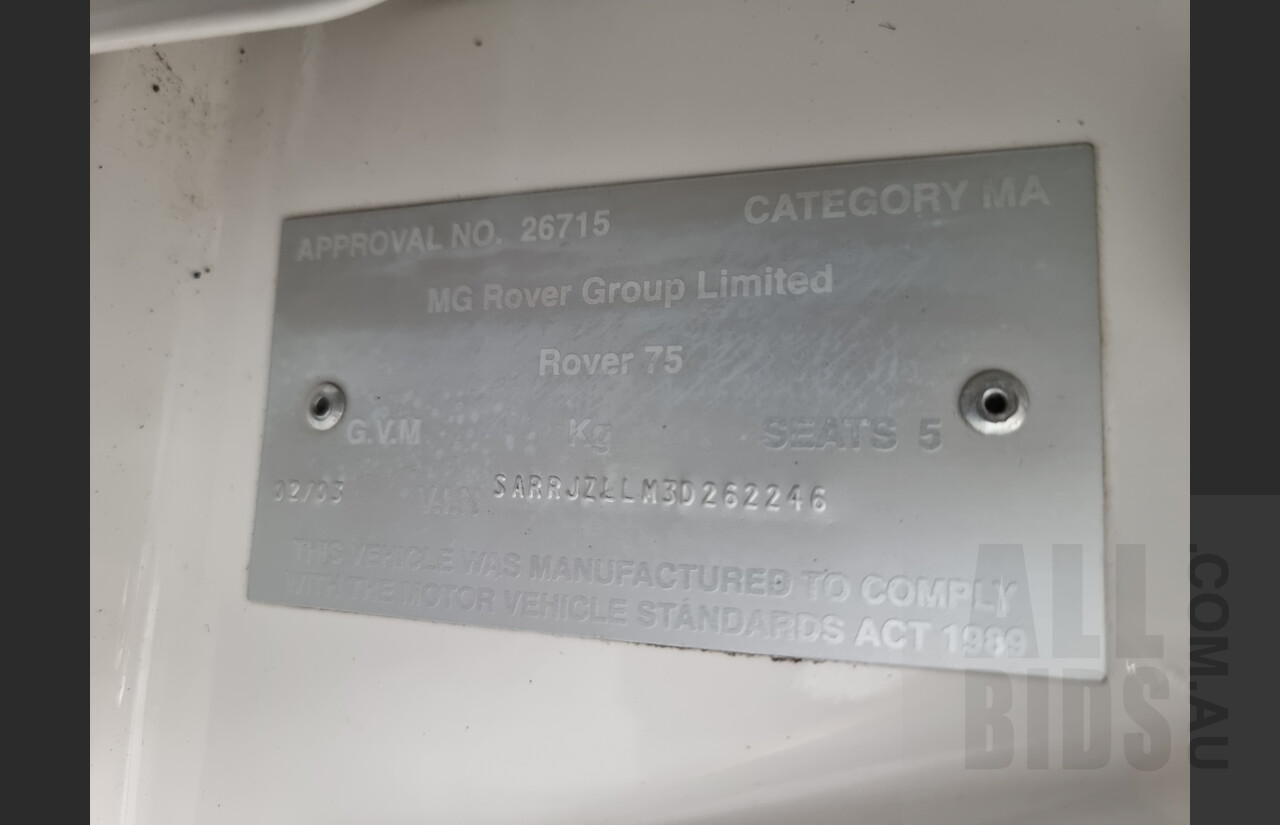 APPROVAL NO. 26715 CATEGORY MA
MG Rover Group Limited
Rover 75
G.V.M Kg SEATS 5
02/03 V.I.N SARRJZLLM3D262246
THIS VEHICLE WAS MANUFACTURED TO COMPLY
WITH THE MOTOR VEHICLE STANDARDS ACT 1989
ALL
BIDS
.COM.AU